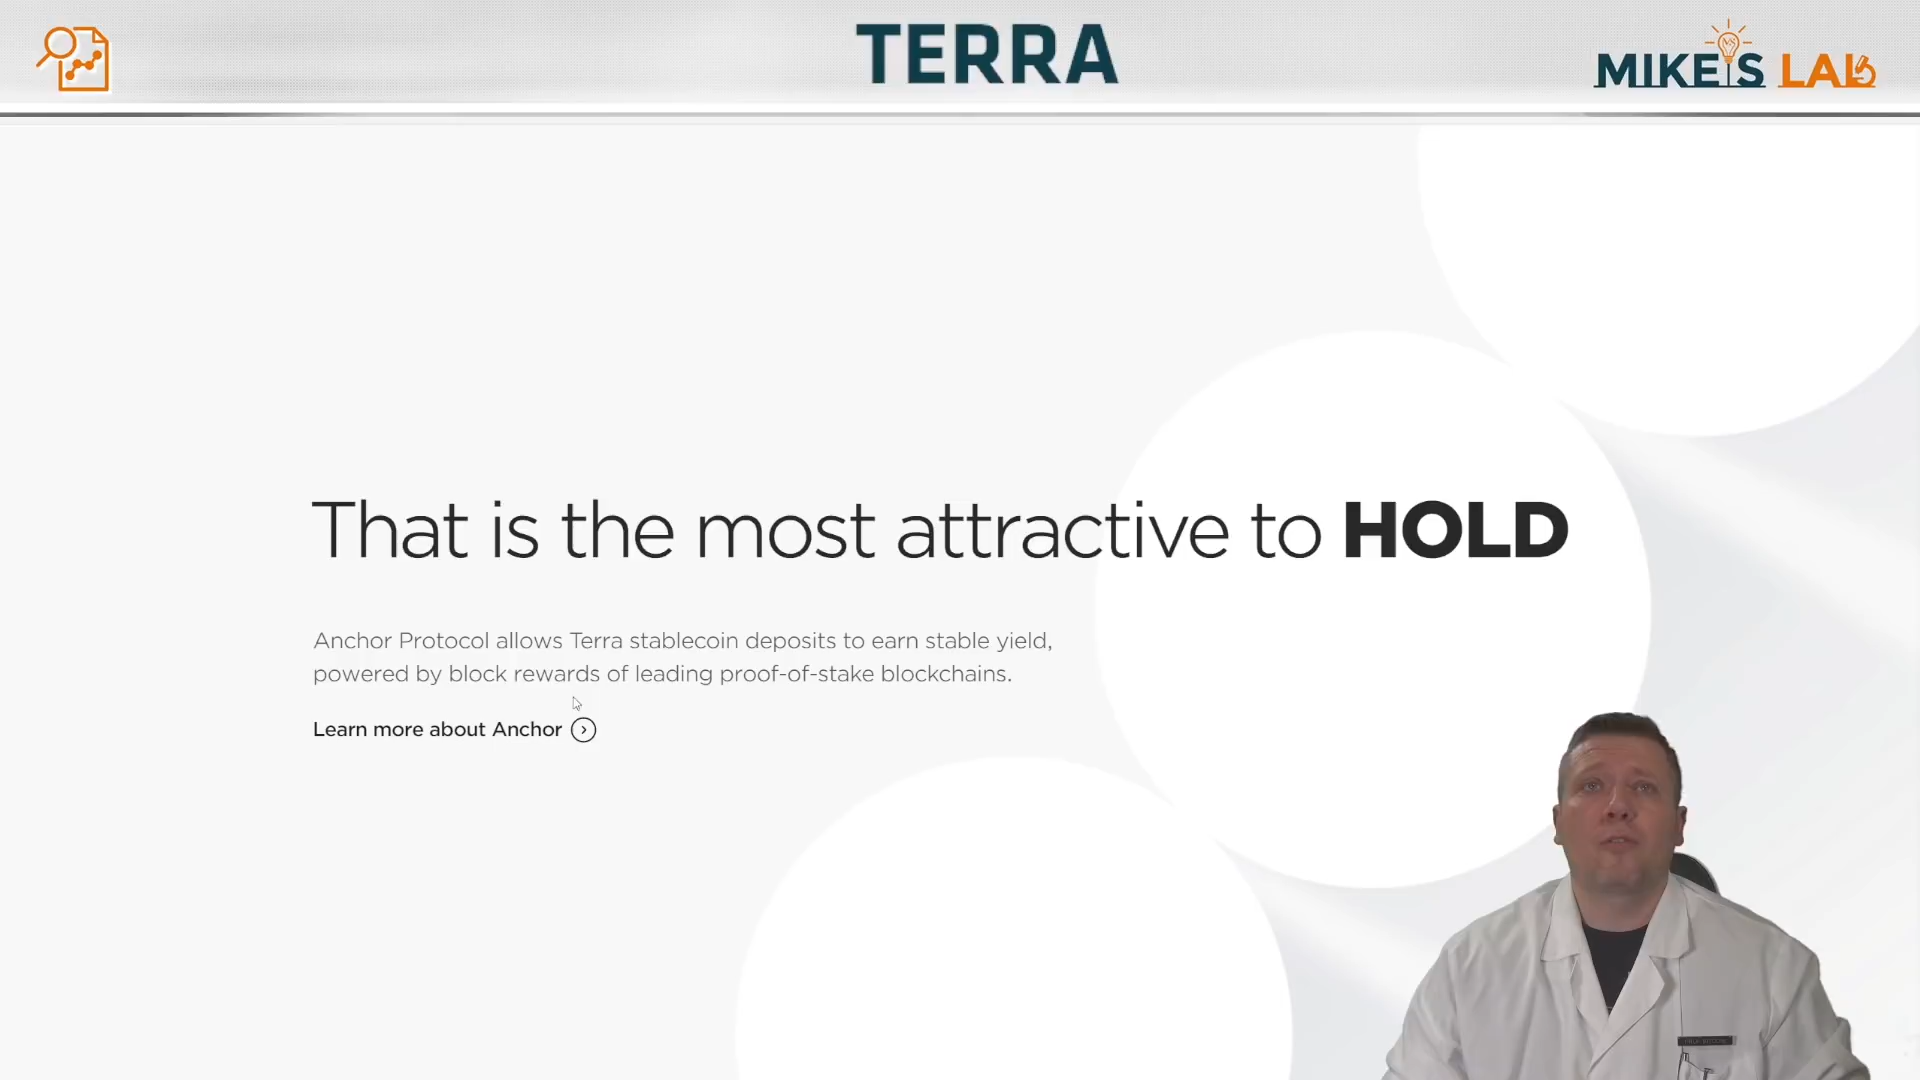 TERRA
MIKE'S LAB
That is the most attractive to HOLD
Anchor Protocol allows Terra stablecoin deposits to earn stable yield,
powered by block rewards of leading proof-of-stake blockchains.
Learn more about Anchor